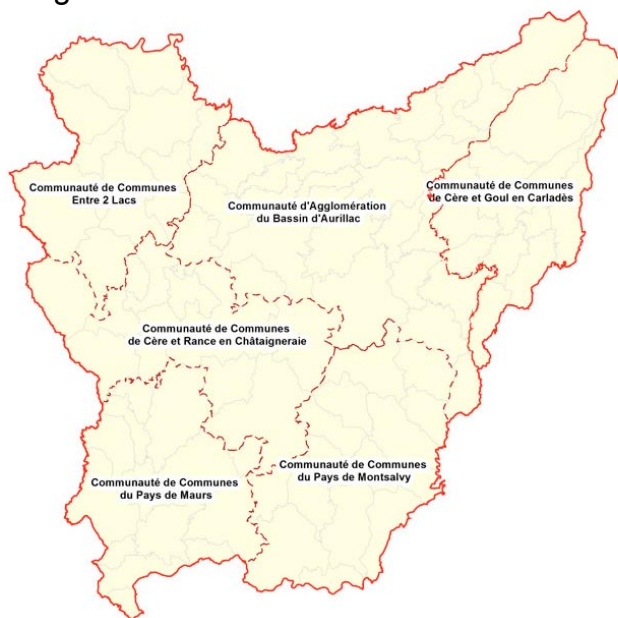 Communauté de Communes
Entre 2 Lacs
Communauté d'Agglomération
du Bassin d'Aurillac
Communauté de Communes
de Cère et Goul en Carladès
Communauté de Communes
de Cère et Rance en Châtaigneraie
Communauté de Communes
du Pays de Maurs
Communauté de Communes
du Pays de Montsalvy